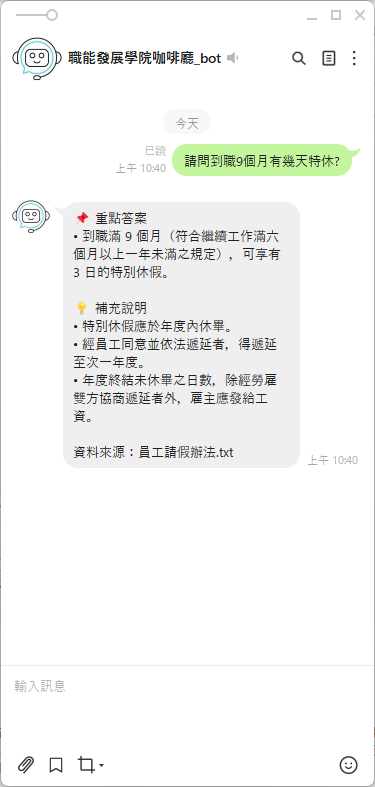 職能發展學院咖啡廳_bot
今天
已讀
上午 10:40
請問到職9個月有幾天特休?
📌 重點答案
• 到職滿 9 個月（符合繼續工作滿六
個月以上一年未滿之規定），可享有
3 日的特別休假。
💡 補充說明
• 特別休假應於年度內休畢。
• 經員工同意並依法遞延者，得遞延
至次一年度。
• 年度終結未休畢之日數，除經勞雇
雙方協商遞延者外，雇主應發給工
資。
資料來源：員工請假辦法.txt
上午 10:40
輸入訊息